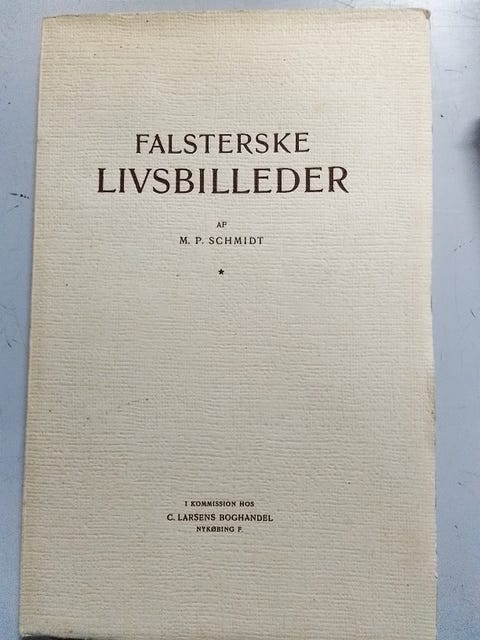 FALSTERSKE
LIVSBILLEDER
AF
M. P. SCHMIDT
*
I KOMMISSION HOS
C. LARSENS BOGHANDEL
NYKØBING F.